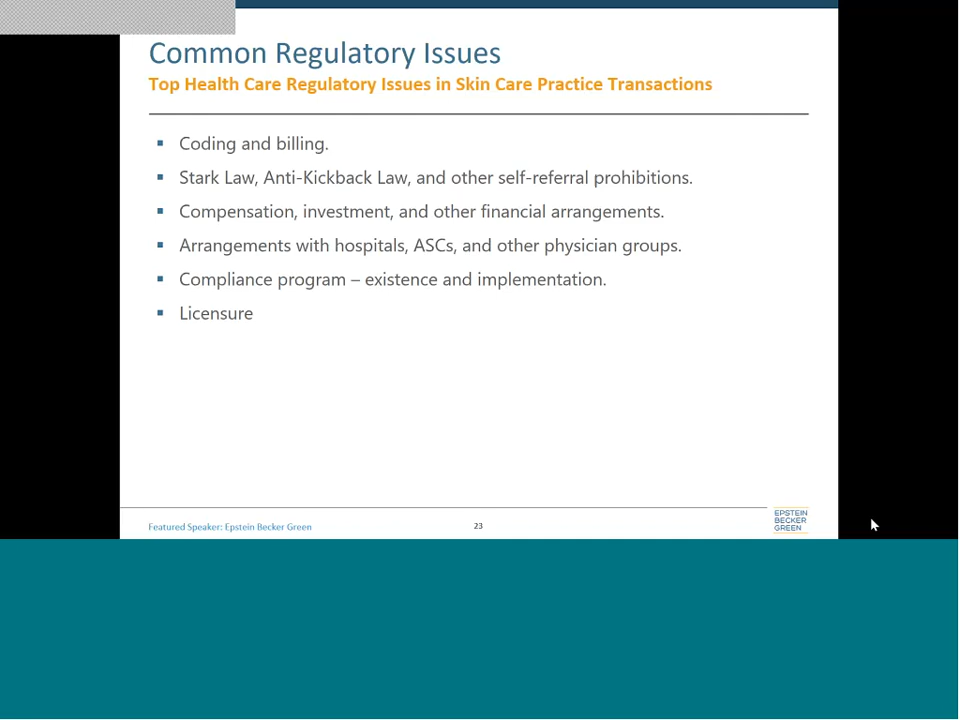 Common Regulatory Issues
Top Health Care Regulatory Issues in Skin Care Practice Transactions
▪ Coding and billing.
▪ Stark Law, Anti-Kickback Law, and other self-referral prohibitions.
▪ Compensation, investment, and other financial arrangements.
▪ Arrangements with hospitals, ASCs, and other physician groups.
▪ Compliance program – existence and implementation.
▪ Licensure
Featured Speaker: Epstein Becker Green
23
EPSTEIN
BECKER
GREEN